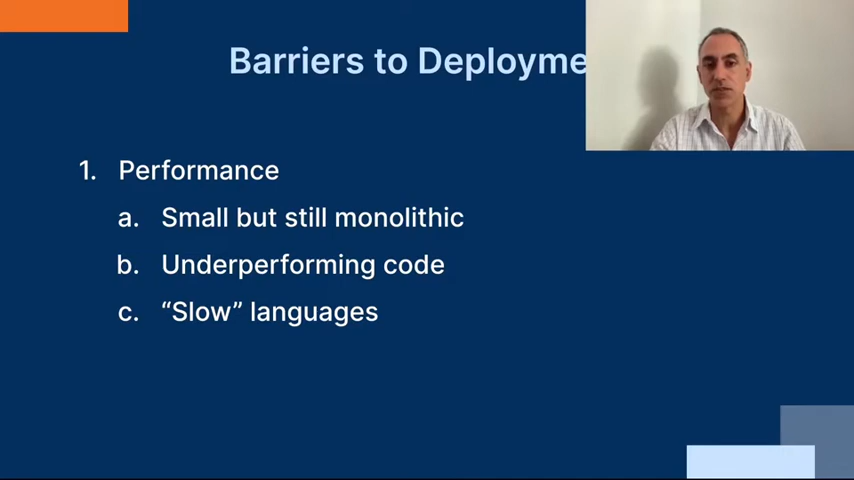 Barriers to Deployme
1. Performance
a. Small but still monolithic
b. Underperforming code
c. “Slow” languages